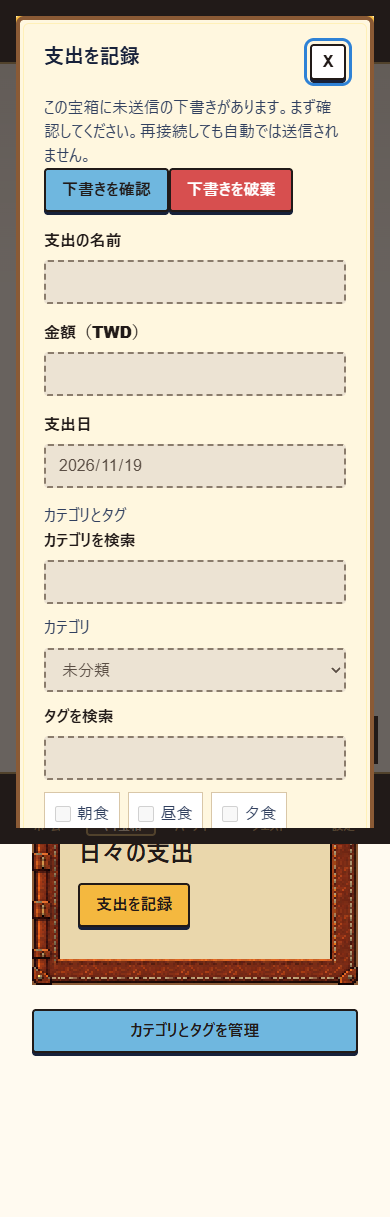 支出を記録
X
この宝箱に未送信の下書きがあります。まず確
認してください。再接続しても自動では送信され
ません。
下書きを確認
下書きを破棄
支出の名前
金額（TWD）
支出日
2026/11/19
カテゴリとタグ
カテゴリを検索
カテゴリ
未分類
タグを検索
朝食
昼食
夕食
日々の支出
支出を記録
カテゴリとタグを管理